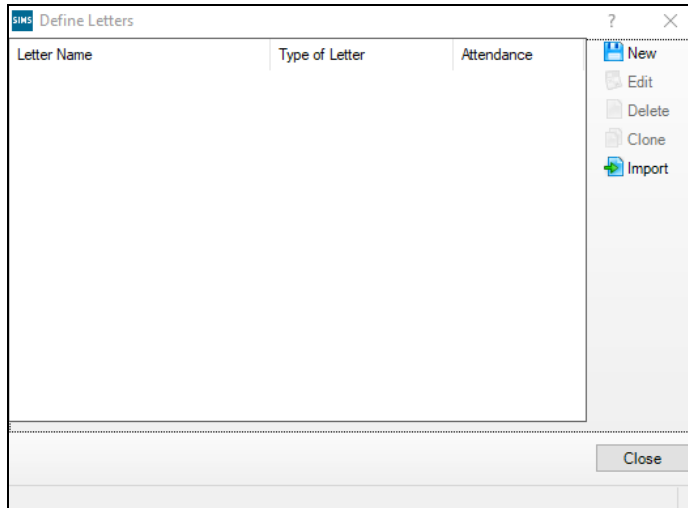 SIMS Define Letters ?
Letter Name Type of Letter Attendance
New
Edit
Delete
Clone
Import
Close